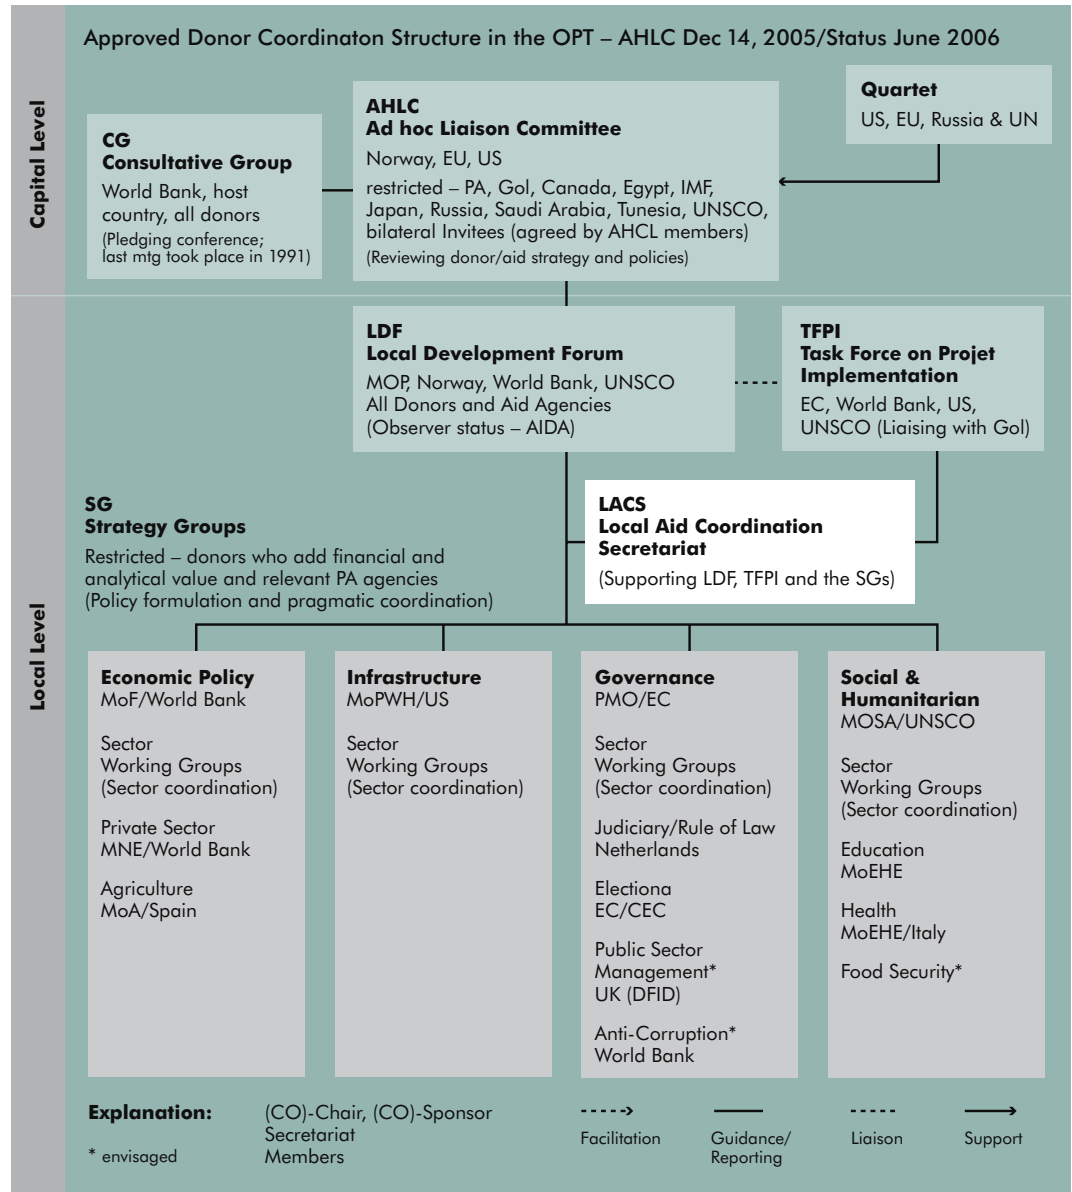 Approved Donor Coordinaton Structure in the OPT – AHLC Dec 14, 2005/Status June 2006
Capital Level
CG
Consultative Group
World Bank, host
country, all donors
(Pledging conference;
last mtg took place in 1991)
AHLC
Ad hoc Liaison Committee
Norway, EU, US
restricted – PA, GoI, Canada, Egypt, IMF,
Japan, Russia, Saudi Arabia, Tunesia, UNSCO,
bilateral Invitees (agreed by AHCL members)
(Reviewing donor/aid strategy and policies)
Quartet
US, EU, Russia & UN
Local Level
LDF
Local Development Forum
MOP, Norway, World Bank, UNSCO
All Donors and Aid Agencies
(Observer status – AIDA)
TFPI
Task Force on Projet
Implementation
EC, World Bank, US,
UNSCO (Liaising with GoI)
SG
Strategy Groups
Restricted – donors who add financial and
analytical value and relevant PA agencies
(Policy formulation and pragmatic coordination)
LACS
Local Aid Coordination
Secretariat
(Supporting LDF, TFPI and the SGs)
Economic Policy
MoF/World Bank
Sector
Working Groups
(Sector coordination)
Private Sector
MNE/World Bank
Agriculture
MoA/Spain
Infrastructure
MoPWH/US
Sector
Working Groups
(Sector coordination)
Governance
PMO/EC
Sector
Working Groups
(Sector coordination)
Judiciary/Rule of Law
Netherlands
Electiona
EC/CEC
Public Sector
Management*
UK (DFID)
Anti-Corruption*
World Bank
Social &
Humanitarian
MOSA/UNSCO
Sector
Working Groups
(Sector coordination)
Education
MoEHE
Health
MoEHE/Italy
Food Security*
Explanation:
* envisaged
(CO)-Chair, (CO)-Sponsor
Secretariat
Members
Facilitation
Guidance/
Reporting
Liaison
Support